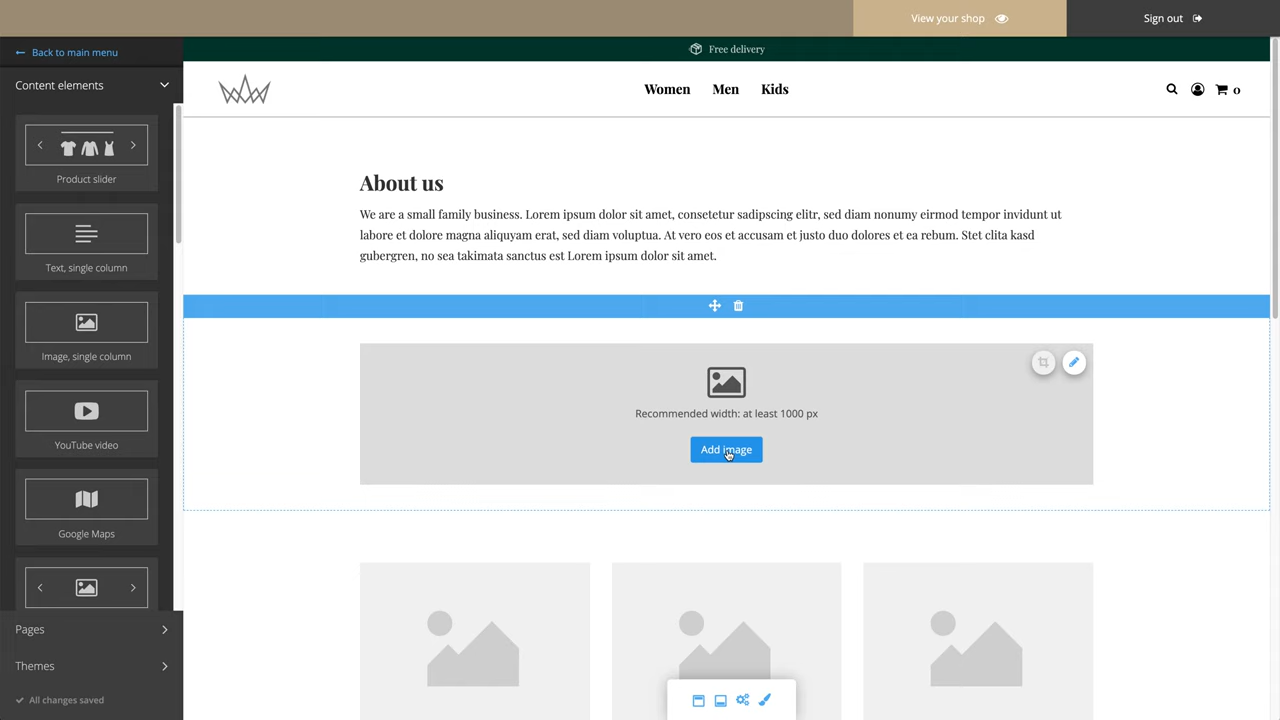 View your shop
Sign out
Back to main menu
Content elements
Product slider
Text, single column
Image, single column
YouTube video
Google Maps
Pages
Themes
All changes saved
Free delivery
Women Men Kids
0
About us
We are a small family business. Lorem ipsum dolor sit amet, consetetur sadipscing elitr, sed diam nonumy eirmod tempor invidunt ut
labore et dolore magna aliquyam erat, sed diam voluptua. At vero eos et accusam et justo duo dolores et ea rebum. Stet clita kasd
gubergren, no sea takimata sanctus est Lorem ipsum dolor sit amet.
Recommended width: at least 1000 px
Add image